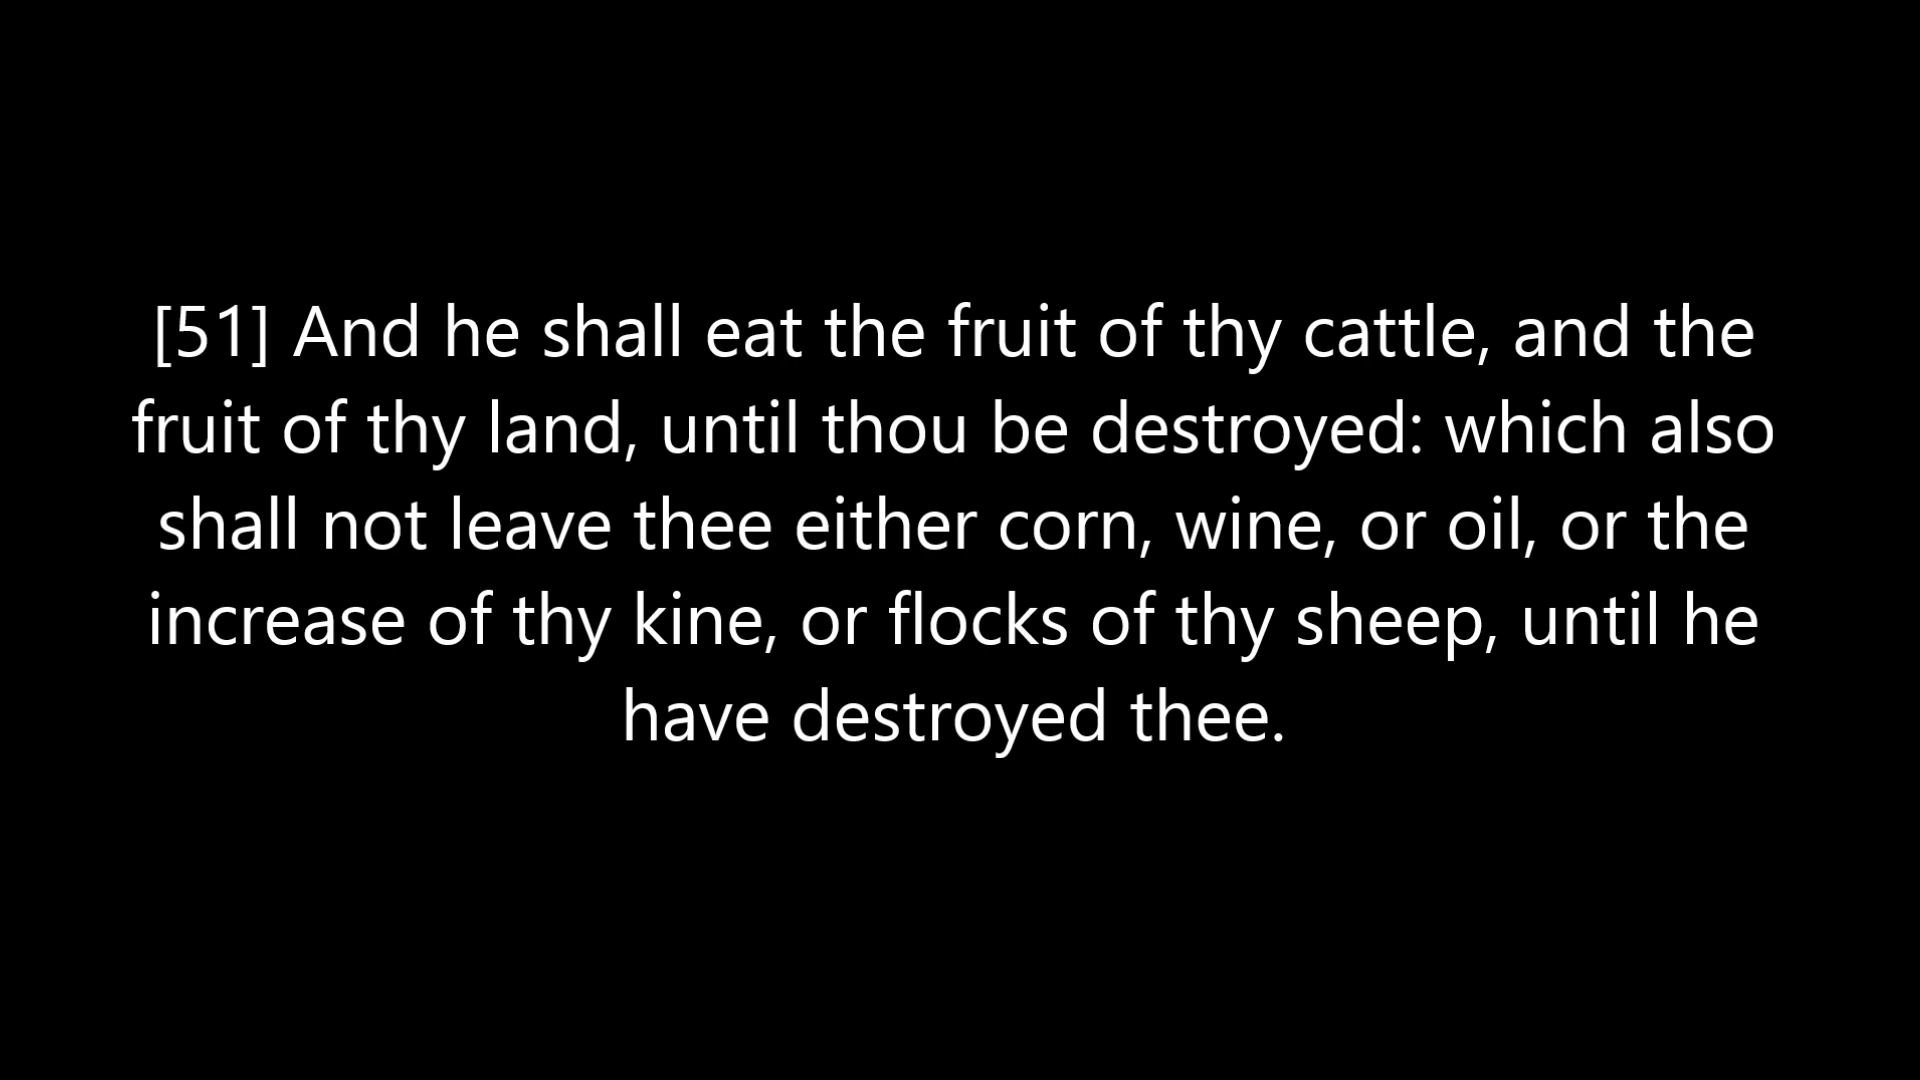 [51] And he shall eat the fruit of thy cattle, and the
fruit of thy land, until thou be destroyed: which also
shall not leave thee either corn, wine, or oil, or the
increase of thy kine, or flocks of thy sheep, until he
have destroyed thee.